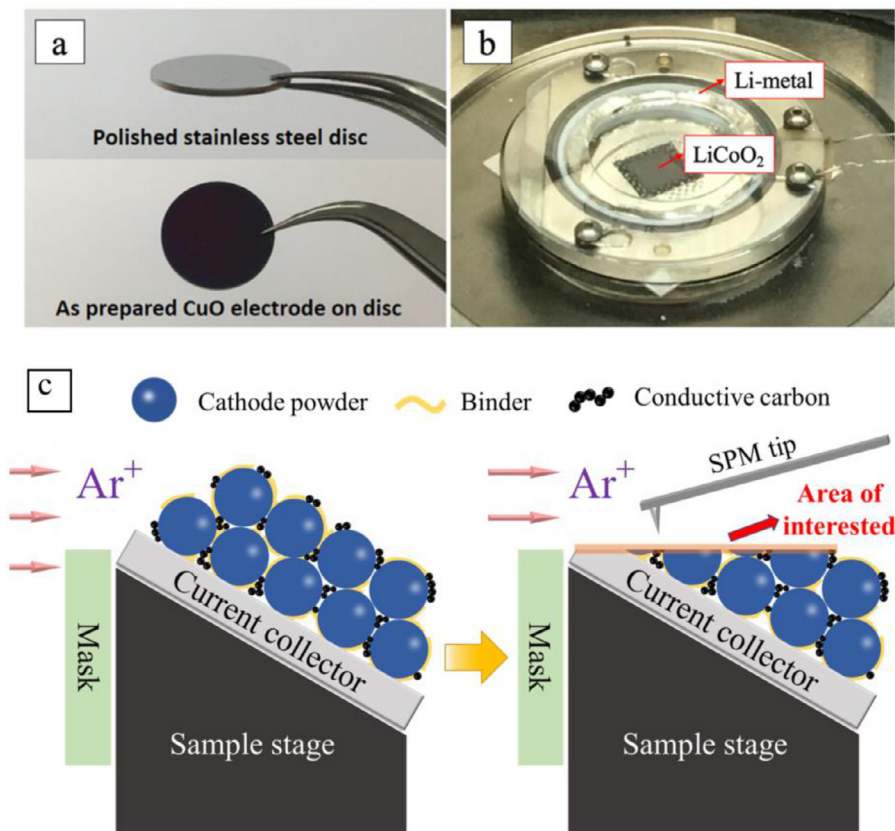 a
Polished stainless steel disc
As prepared CuO electrode on disc
b
Li-metal
LiCoO₂
c
Cathode powder
Binder
Conductive carbon
Ar⁺
Mask
Current collector
Sample stage
Ar⁺
SPM tip
Area of
interested
Mask
Current collector
Sample stage